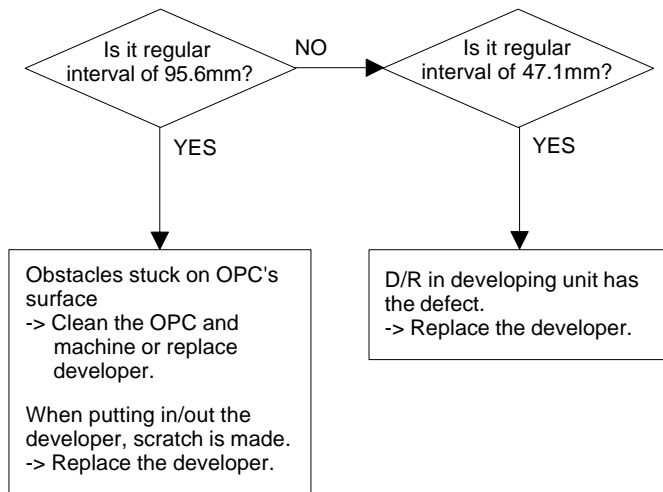 Is it regular
interval of 95.6mm?
NO
Is it regular
interval of 47.1mm?
YES
YES
Obstacles stuck on OPC's
surface
-> Clean the OPC and
machine or replace
developer.
When putting in/out the
developer, scratch is made.
-> Replace the developer.
D/R in developing unit has
the defect.
-> Replace the developer.